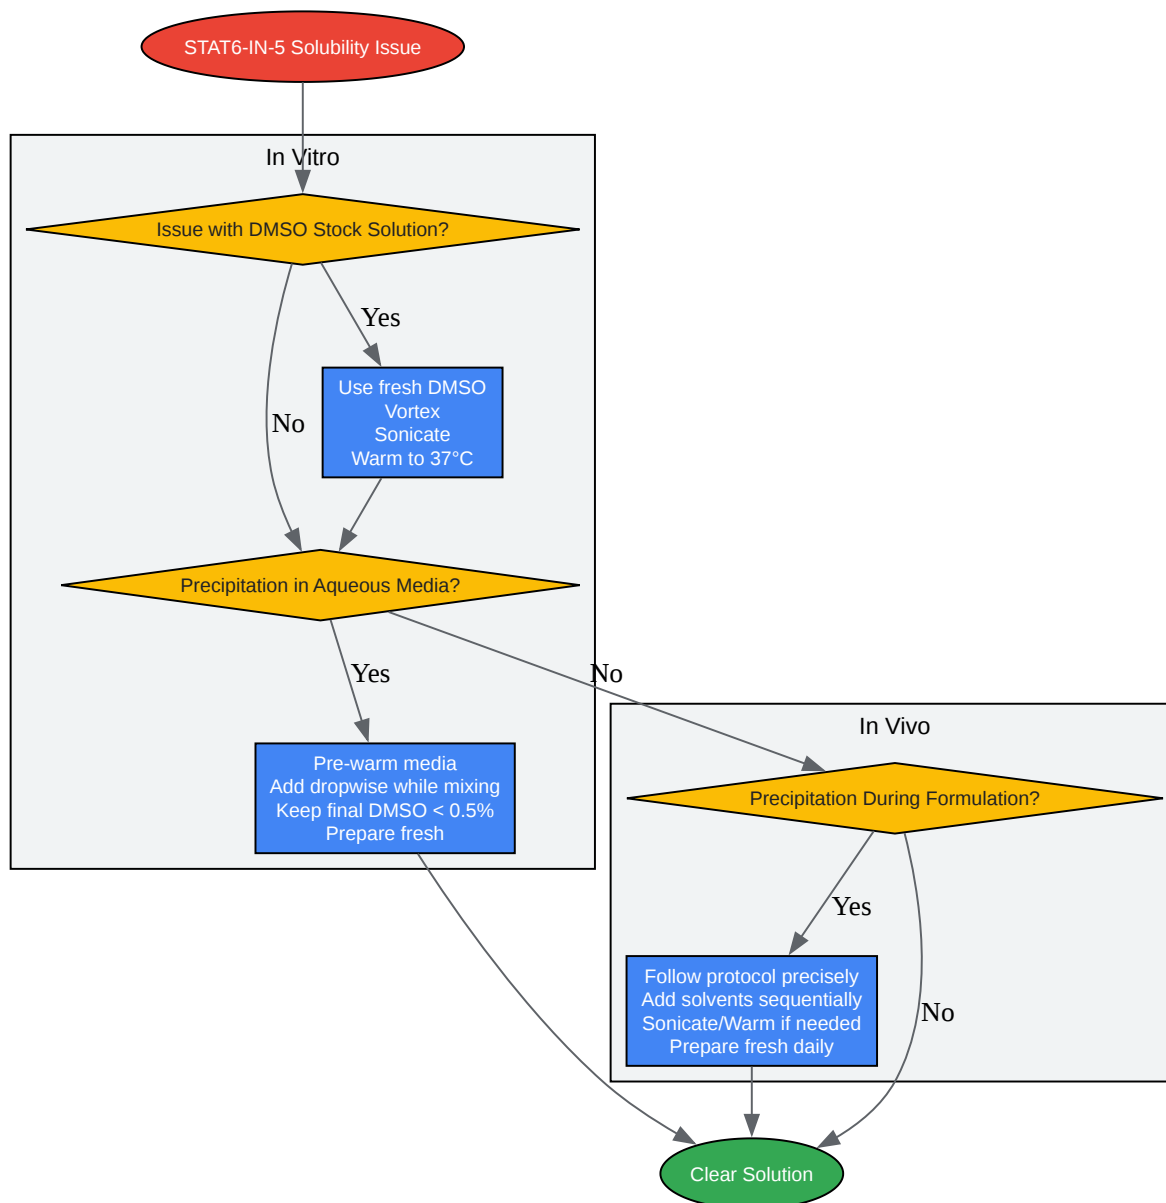 STAT6-IN-5 Solubility Issue
In Vitro
Issue with DMSO Stock Solution?
Yes
Use fresh DMSO
Vortex
Sonicate
Warm to 37°C
No
Precipitation in Aqueous Media?
Yes
No
Pre-warm media
Add dropwise while mixing
Keep final DMSO < 0.5%
Prepare fresh
In Vivo
Precipitation During Formulation?
Yes
Follow protocol precisely
Add solvents sequentially
Sonicate/Warm if needed
Prepare fresh daily
No
Clear Solution